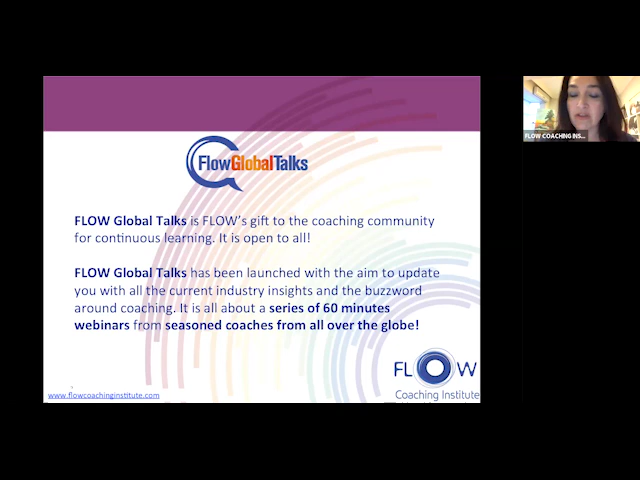 FlowGlobalTalks
FLOW COACHING INS...
FLOW Global Talks is FLOW's gift to the coaching community
for continuous learning. It is open to all!
FLOW Global Talks has been launched with the aim to update
you with all the current industry insights and the buzzword
around coaching. It is all about a series of 60 minutes
webinars from seasoned coaches from all over the globe!
FLOW
Coaching Institute
www.flowcoachinginstitute.com